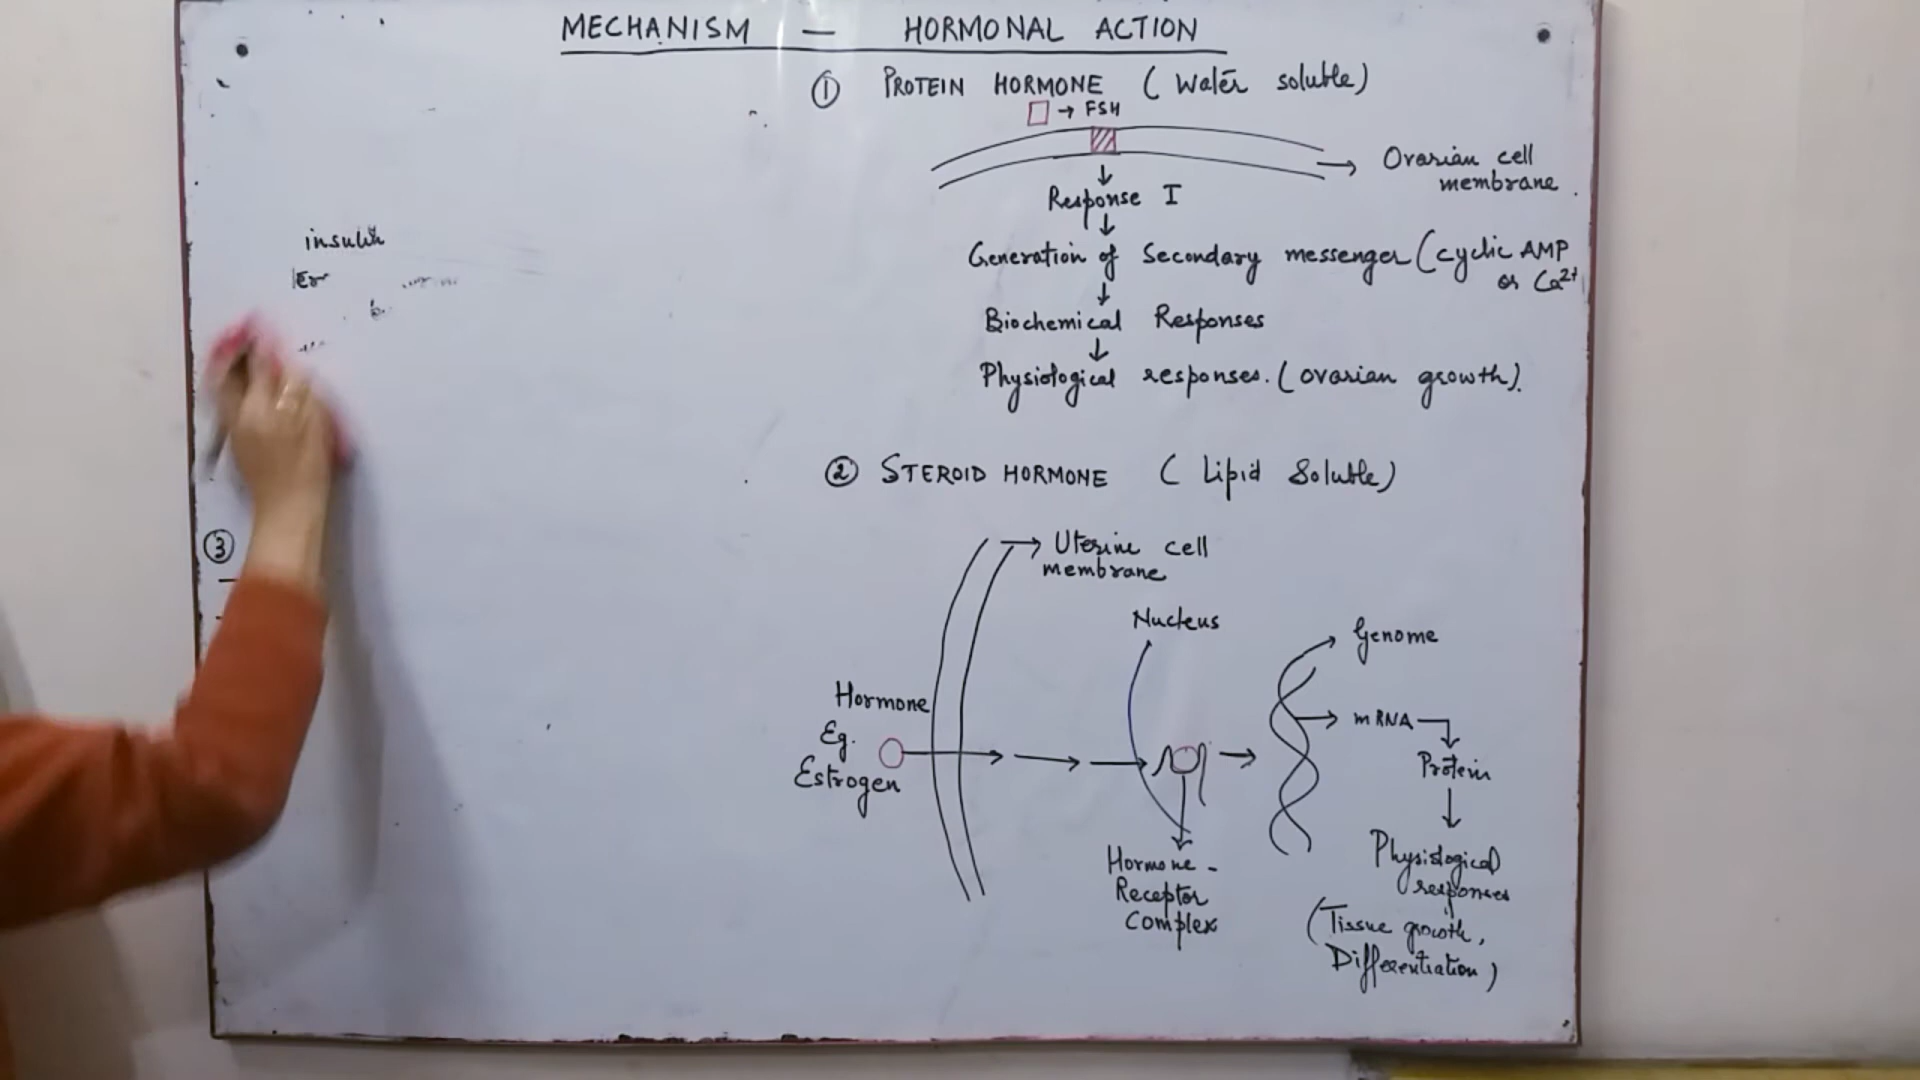 MECHANISM — HORMONAL ACTION
① PROTEIN HORMONE (Water soluble)
→ FSH
Ovarian cell
membrane.
Response I
Generation of Secondary messenger (cyclic AMP
or Ca2+
Biochemical Responses
Physiological responses. (ovarian growth).
insulin
② STEROID HORMONE (Lipid Soluble)
③
Uterine cell
membrane
Nucleus
Genome
Hormone
Eg.
Estrogen
mRNA
Protein
Hormone-
Receptor
Complex
Physiological
responses
(Tissue growth,
Differentiation)